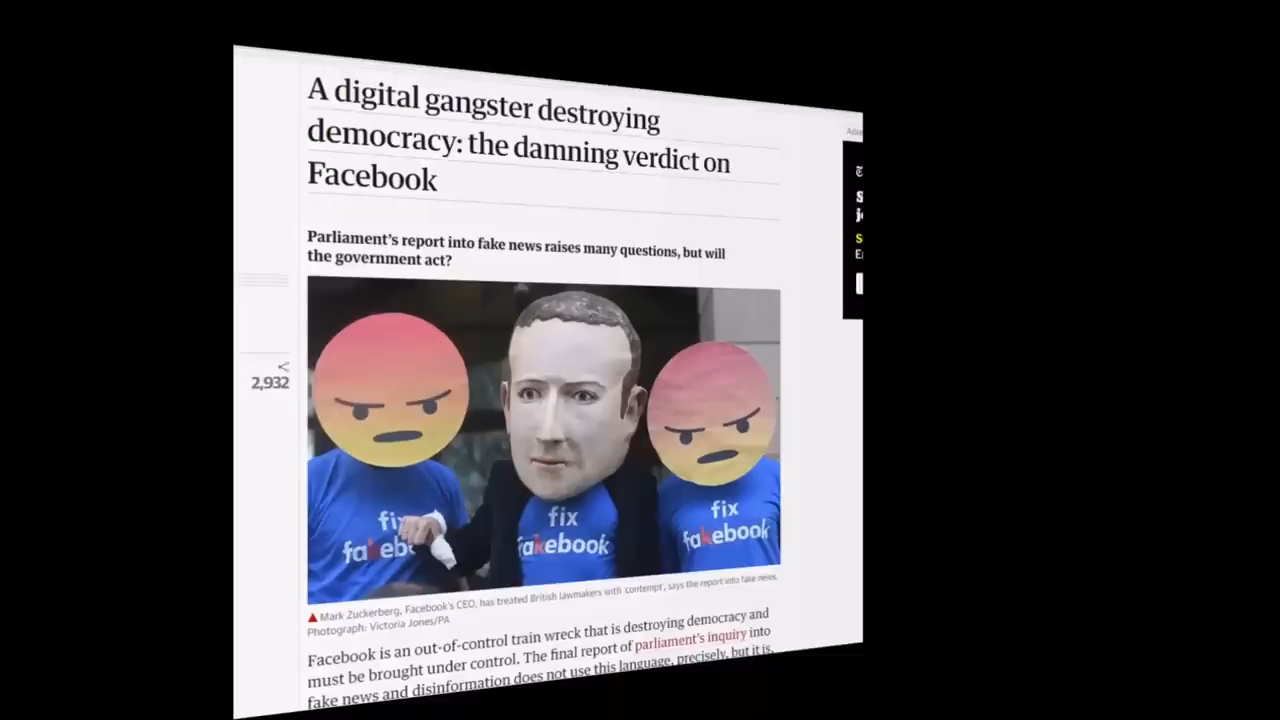 A digital gangster destroying
democracy: the damning verdict on
Facebook
Parliament's report into fake news raises many questions, but will
the government act?
2,932
fix
fakebook
fix
fakebook
▲ Mark Zuckerberg, Facebook's CEO, has treated British lawmakers with 'contempt', says the report into fake news.
Photograph: Victoria Jones/PA
Facebook is an out-of-control train wreck that is destroying democracy and
must be brought under control. The final report of parliament's inquiry into
fake news and disinformation does not use this language, precisely, but it is,